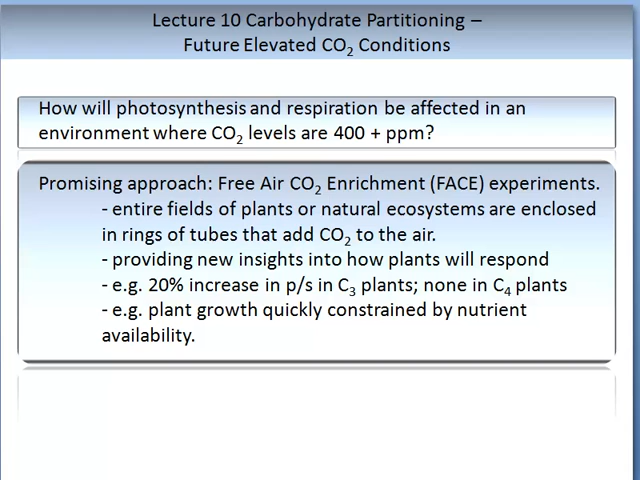 Lecture 10 Carbohydrate Partitioning –
Future Elevated CO₂ Conditions
How will photosynthesis and respiration be affected in an
environment where CO₂ levels are 400 + ppm?
Promising approach: Free Air CO₂ Enrichment (FACE) experiments.
- entire fields of plants or natural ecosystems are enclosed
in rings of tubes that add CO₂ to the air.
- providing new insights into how plants will respond
- e.g. 20% increase in p/s in C₃ plants; none in C₄ plants
- e.g. plant growth quickly constrained by nutrient
availability.